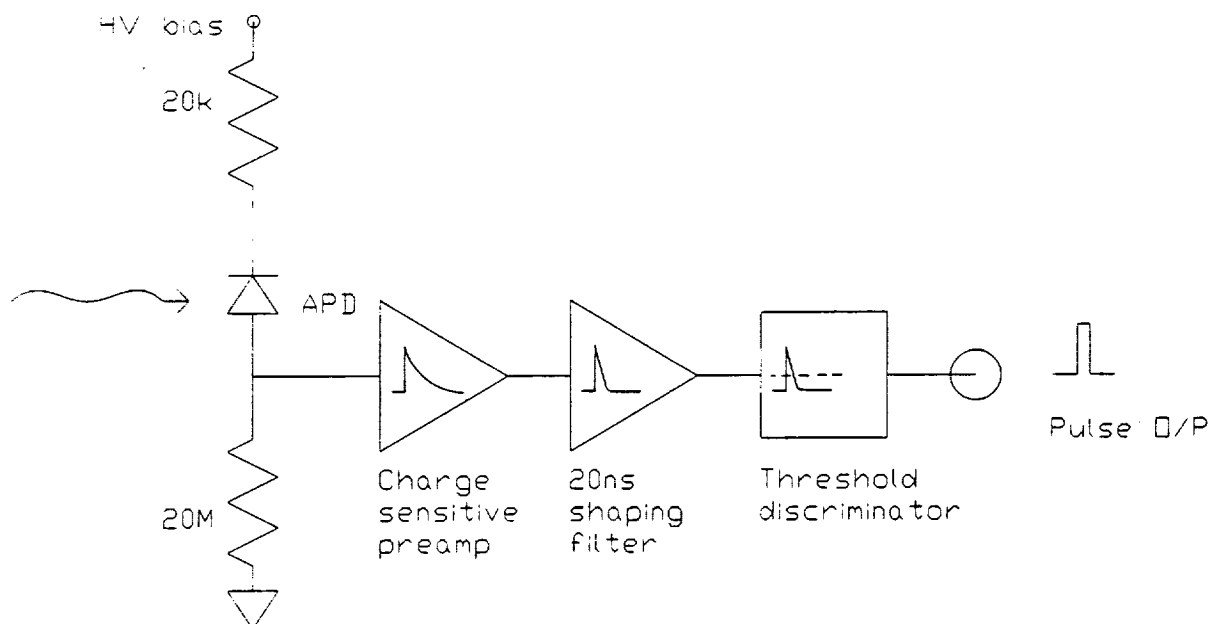 HV bias
20k
APD
20M
Charge
sensitive
preamp
20ns
shaping
filter
Threshold
discriminator
Pulse O/P